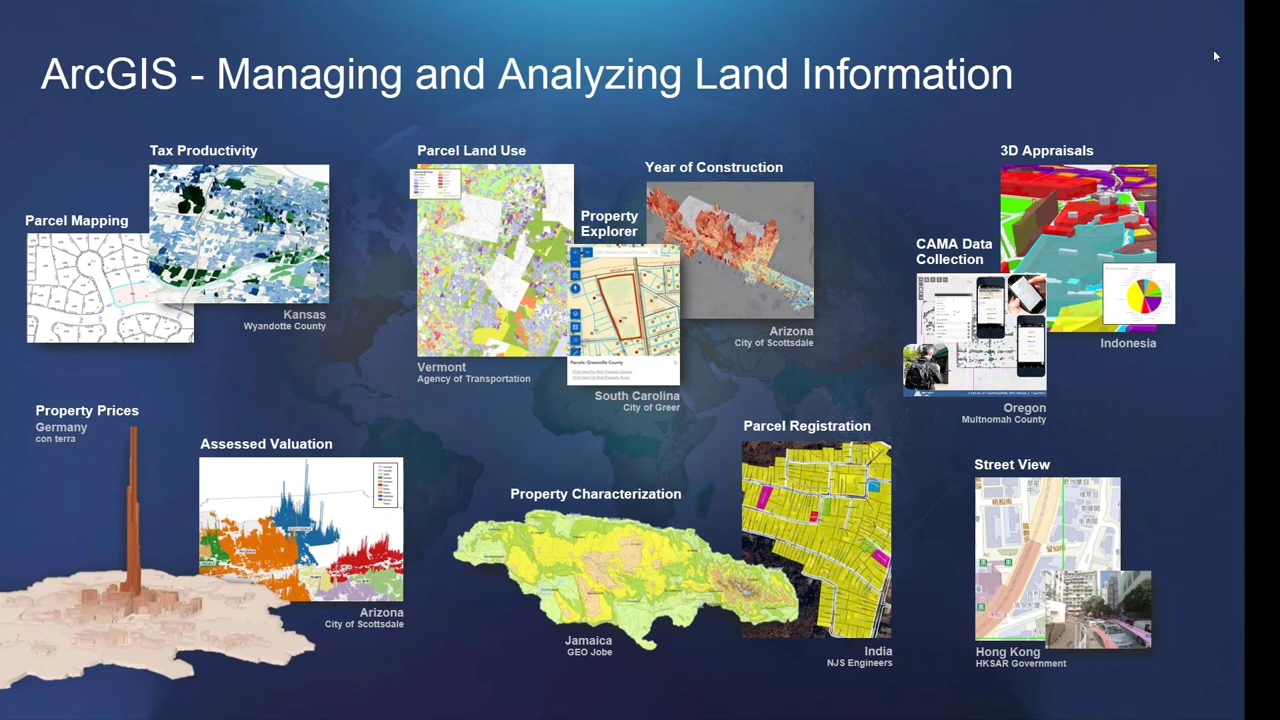 ArcGIS - Managing and Analyzing Land Information
Tax Productivity
Parcel Mapping
Kansas
Wyandotte County
Parcel Land Use
Vermont
Agency of Transportation
Property
Explorer
Parcels: Greenville County
South Carolina
City of Greer
Year of Construction
Arizona
City of Scottsdale
CAMA Data
Collection
Oregon
Multnomah County
3D Appraisals
Indonesia
Property Prices
Germany
con terra
Assessed Valuation
Arizona
City of Scottsdale
Property Characterization
Jamaica
GEO Jobe
Parcel Registration
India
NJS Engineers
Street View
Hong Kong
HKSAR Government